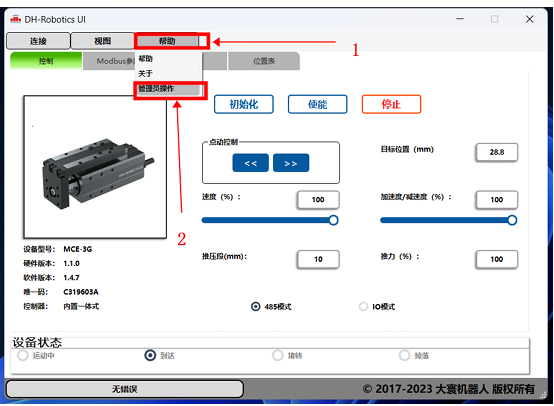 DH-Robotics UI
连接 视图 帮助
1
控制 Modbus参 位置表
帮助
关于
管理员操作
初始化 使能 停止
点动控制
<< >>
目标位置（mm） 28.8
速度（%）： 100 加速度/减速度（%）： 100
2
推压段(mm)： 10 推力（%）： 100
设备型号： MCE-3G
硬件版本： 1.1.0
软件版本： 1.4.7
唯一码： C319603A
控制器： 内置一体式
485模式 IO模式
设备状态
运动中 到达 堵转 掉落
无错误
© 2017-2023 大寰机器人 版权所有